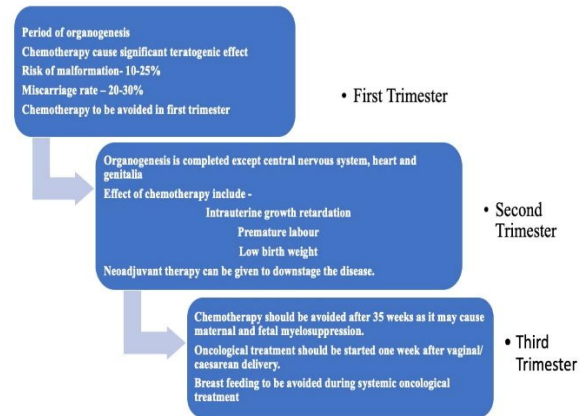 Period of organogenesis
Chemotherapy cause significant teratogenic effect
Risk of malformation- 10-25%
Miscarriage rate – 20-30%
Chemotherapy to be avoided in first trimester
• First Trimester
Organogenesis is completed except central nervous system, heart and
genitalia
Effect of chemotherapy include -
Intrauterine growth retardation
Premature labour
Low birth weight
Neoadjuvant therapy can be given to downstage the disease.
• Second
Trimester
Chemotherapy should be avoided after 35 weeks as it may cause
maternal and fetal myelosuppression.
Oncological treatment should be started one week after vaginal/
caesarean delivery.
Breast feeding to be avoided during systemic oncological
treatment
• Third
Trimester